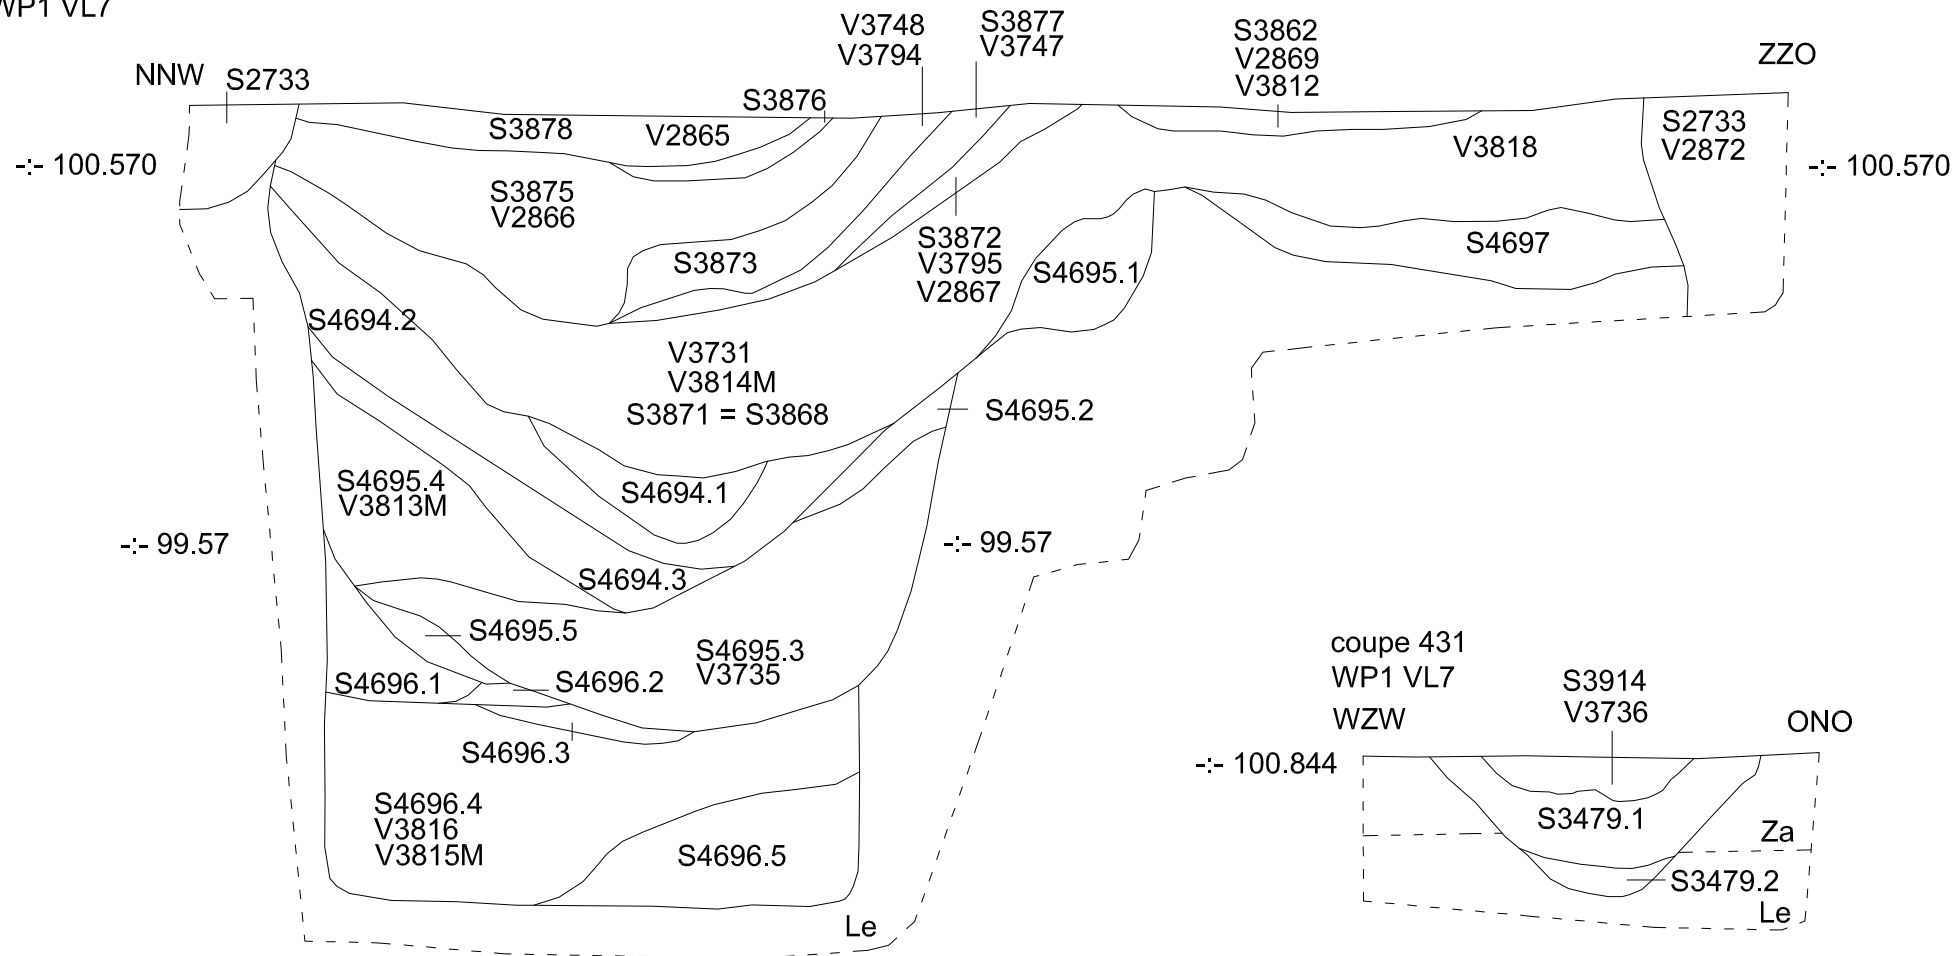 WP1 VL7
NNW
S2733
S3876
V3748
V3794
S3877
V3747
S3862
V2869
V3812
ZZO
S3878
V2865
V3818
S2733
V2872
-:- 100.570
-:- 100.570
S3875
V2866
S3873
S3872
V3795
V2867
S4695.1
S4697
S4694.2
V3731
V3814M
S3871 = S3868
S4695.2
S4695.4
V3813M
S4694.1
-:- 99.57
-:- 99.57
S4694.3
S4695.5
S4695.3
V3735
S4696.1
S4696.2
S4696.3
S4696.4
V3816
V3815M
S4696.5
Le
coupe 431
WP1 VL7
WZW
S3914
V3736
ONO
-:- 100.844
S3479.1
Za
S3479.2
Le